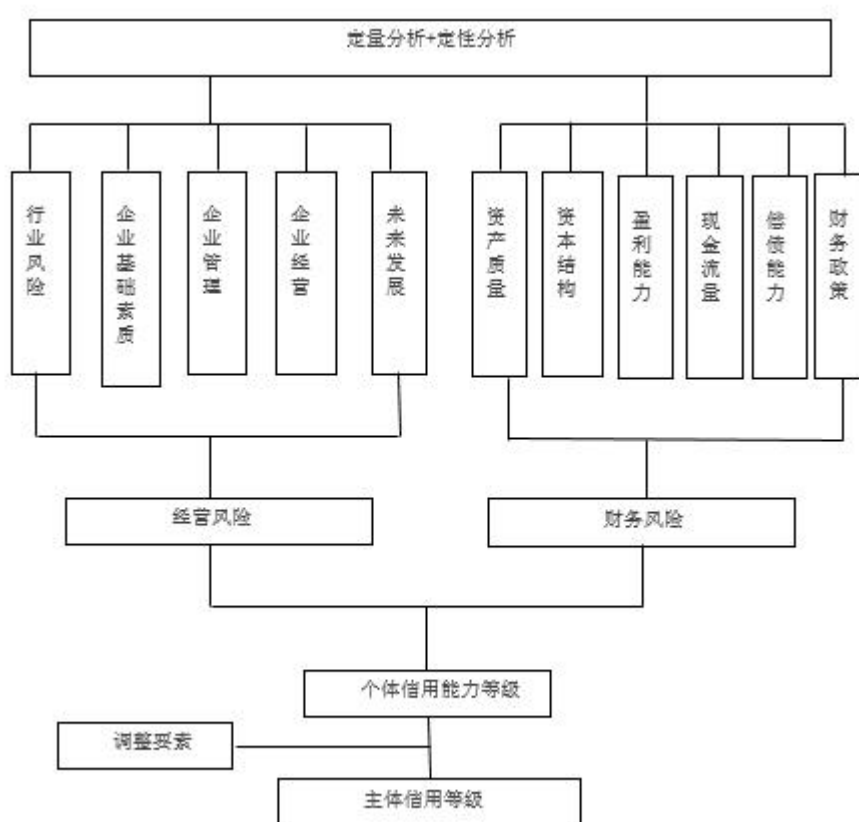 定量分析+定性分析
行业风险
企业基础素质
企业管理
企业经营
未来发展
资产质量
资本结构
盈利能力
现金流量
偿债能力
财务政策
经营风险
财务风险
个体信用能力等级
调整要素
主体信用等级